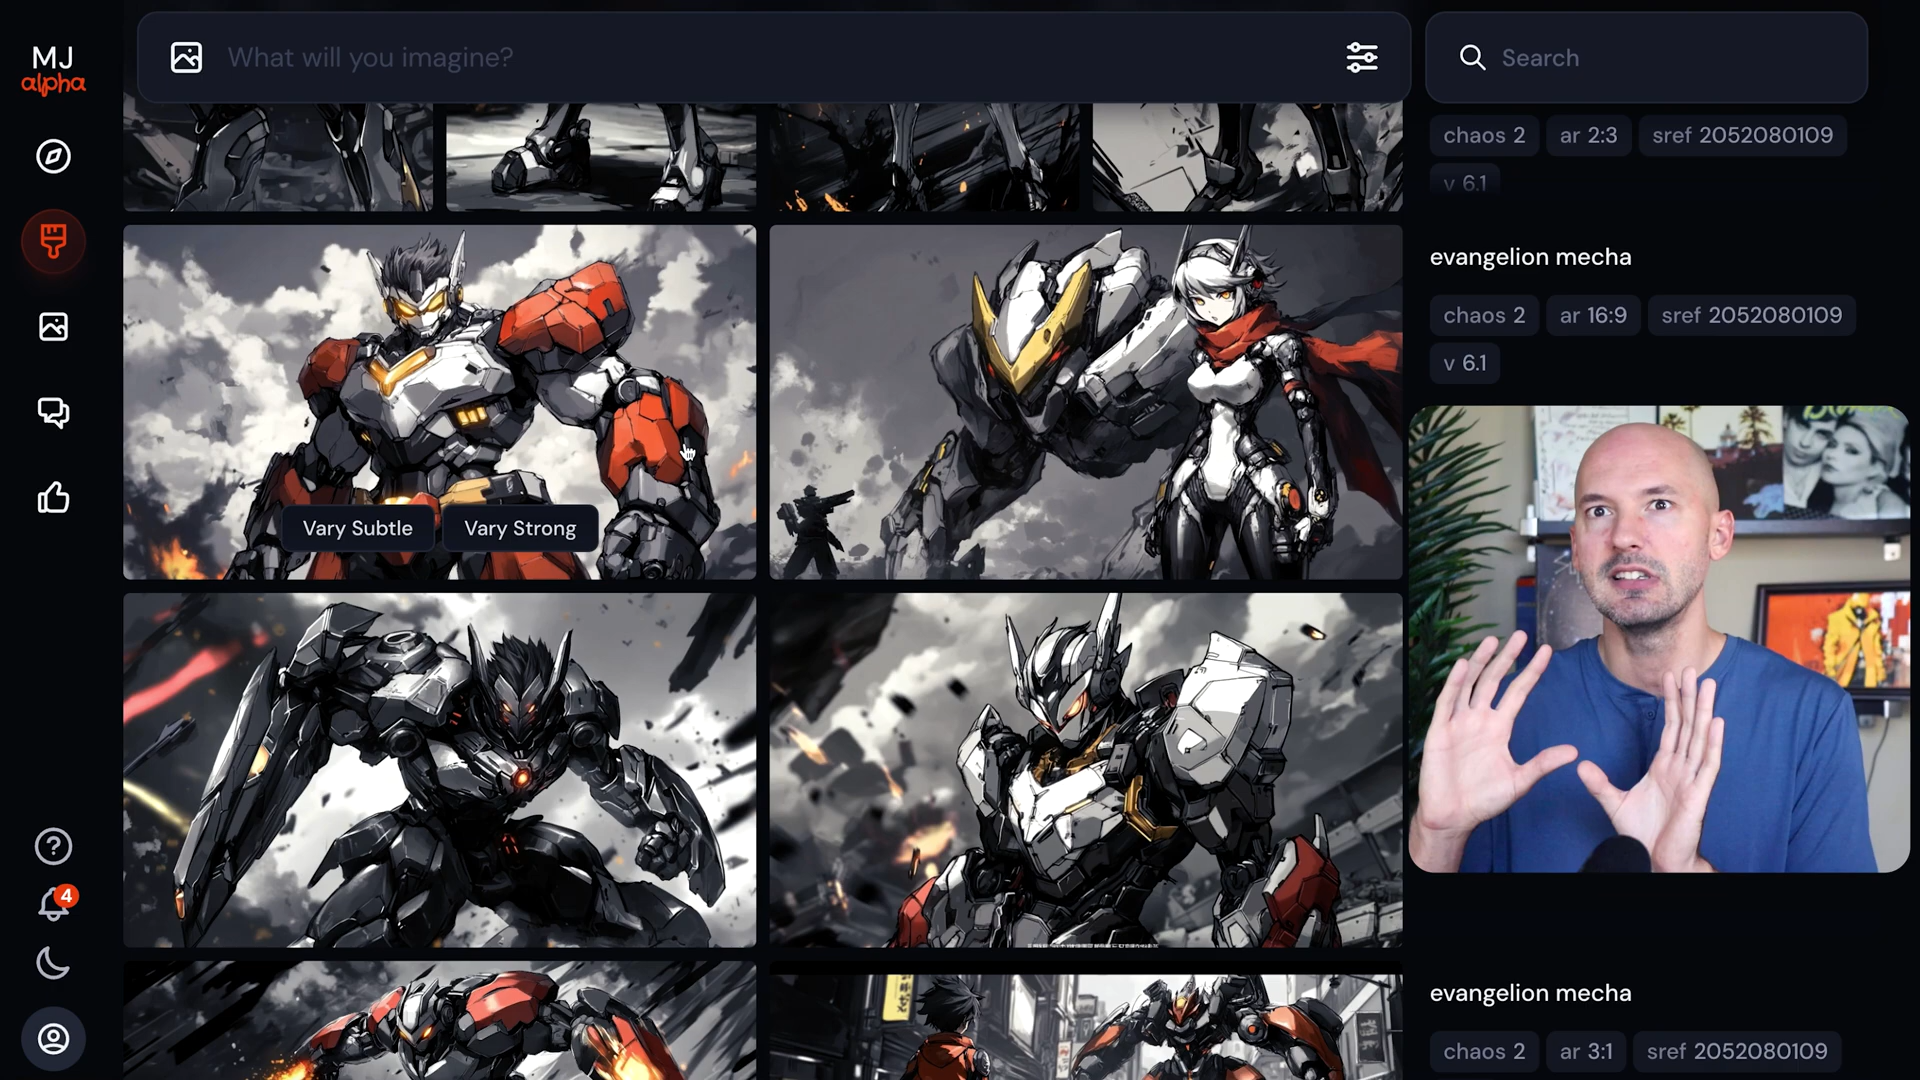 MJ
alpha
What will you imagine?
Search
chaos 2
ar 2:3
sref 2052080109
v 6.1
evangelion mecha
chaos 2
ar 16:9
sref 2052080109
v 6.1
Vary Subtle
Vary Strong
4
evangelion mecha
chaos 2
ar 3:1
sref 2052080109